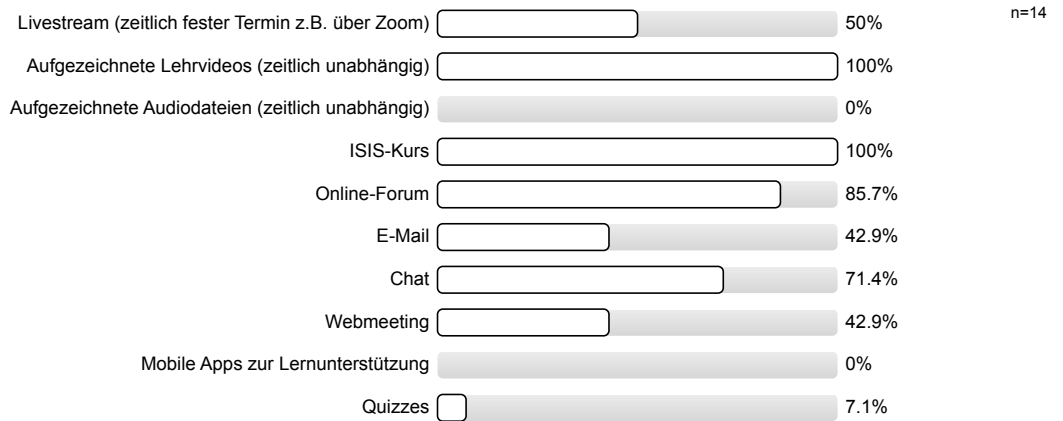 Livestream (zeitlich fester Termin z.B. über Zoom) 50% n=14
Aufgezeichnete Lehrvideos (zeitlich unabhängig) 100%
Aufgezeichnete Audiodateien (zeitlich unabhängig) 0%
ISIS-Kurs 100%
Online-Forum 85.7%
E-Mail 42.9%
Chat 71.4%
Webmeeting 42.9%
Mobile Apps zur Lernunterstützung 0%
Quizzes 7.1%